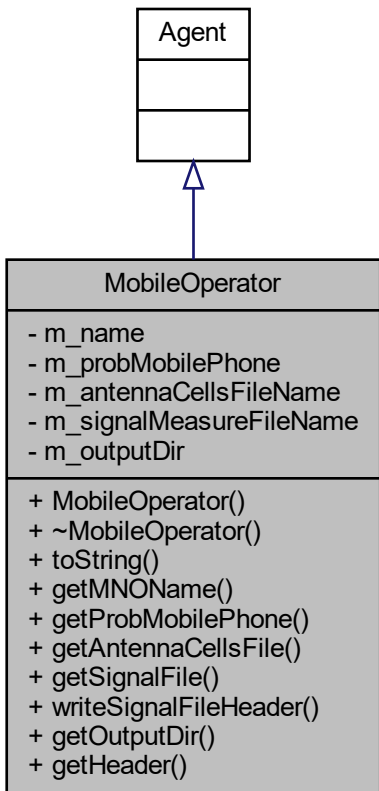 Agent
MobileOperator
- m_name
- m_probMobilePhone
- m_antennaCellsFileName
- m_signalMeasureFileName
- m_outputDir
+ MobileOperator()
+ ~MobileOperator()
+ toString()
+ getMNOName()
+ getProbMobilePhone()
+ getAntennaCellsFile()
+ getSignalFile()
+ writeSignalFileHeader()
+ getOutputDir()
+ getHeader()